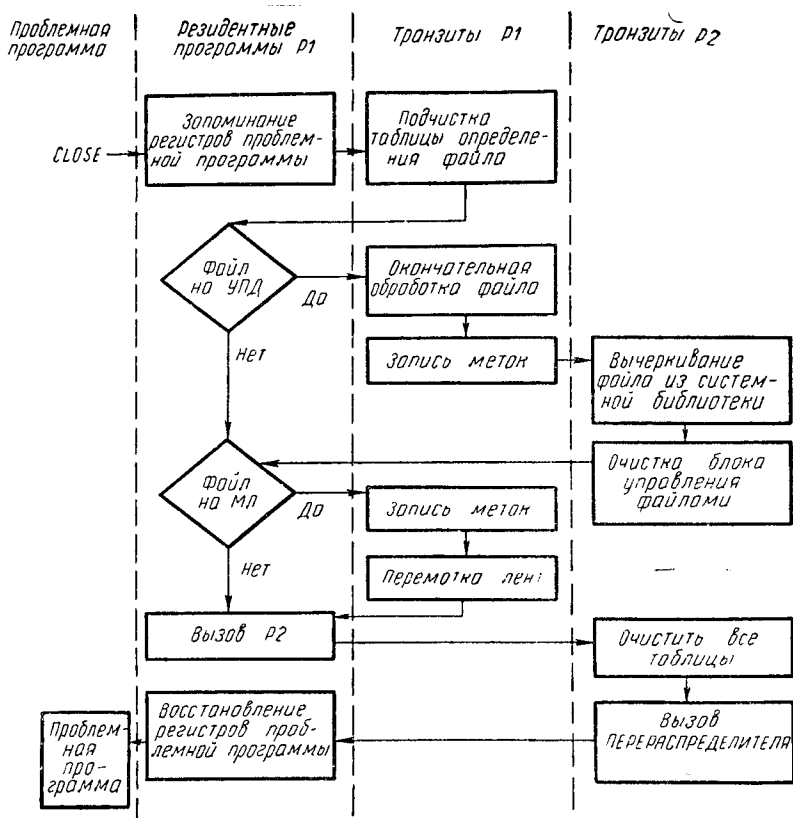 Проблемная
программа
Резидентные
программы P1
Транзиты P1
Транзиты P2
CLOSE
Запоминание
регистров проблем-
ной программы
Подчистка
таблицы определе-
ния файла
Файл
на УПД
Да
Нет
Окончательная
обработка файла
Запись меток
Вычеркивание
файла из систем-
ной библиотеки
Очистка блока
управления
файлами
Файл
на МЛ
Да
Нет
Запись меток
Перемотка лент
Вызов P2
Очистить все
таблицы
Вызов
ПЕРЕРАСПРЕДЕЛИТЕЛЯ
Восстановление
регистров проб-
лемной программы
Проблем-
ная
про-
грамма